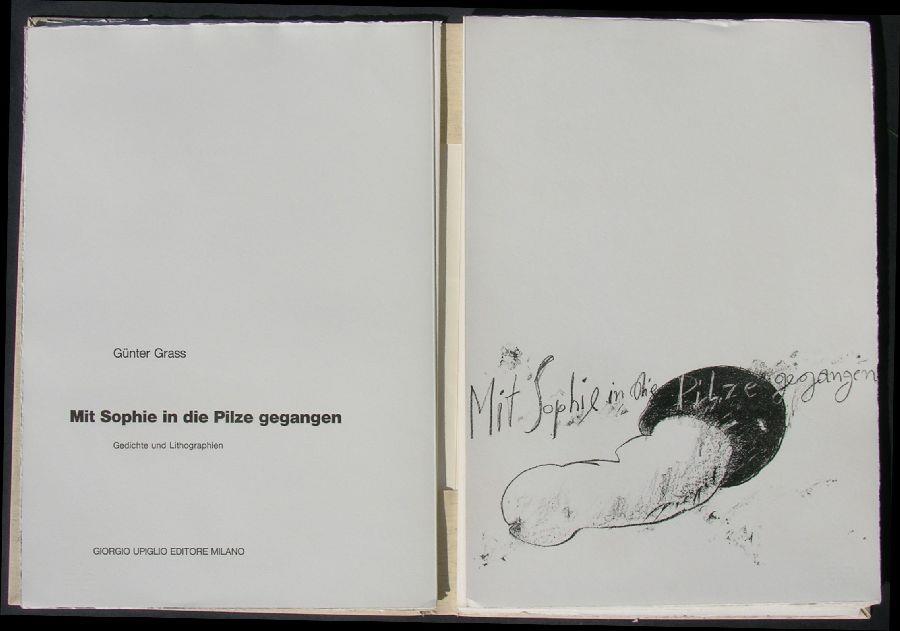 Günter Grass
Mit Sophie in die Pilze gegangen
Gedichte und Lithographien
GIORGIO UPIGLIO EDITORE MILANO
Mit Sophie in die Pilze gegangen